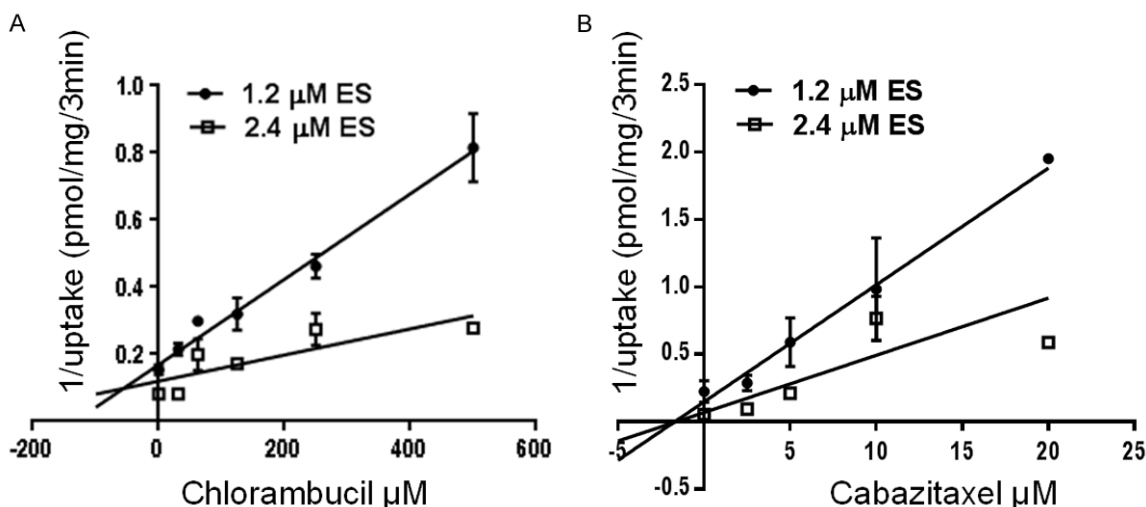 A
1/uptake (pmol/mg/3min)
1.2 µM ES
2.4 µM ES
1.0
0.8
0.6
0.4
0.2
-200
0
200
400
600
Chlorambucil µM
B
1/uptake (pmol/mg/3min)
1.2 µM ES
2.4 µM ES
2.5
2.0
1.5
1.0
0.5
-0.5
-5
5
10
15
20
25
Cabazitaxel µM